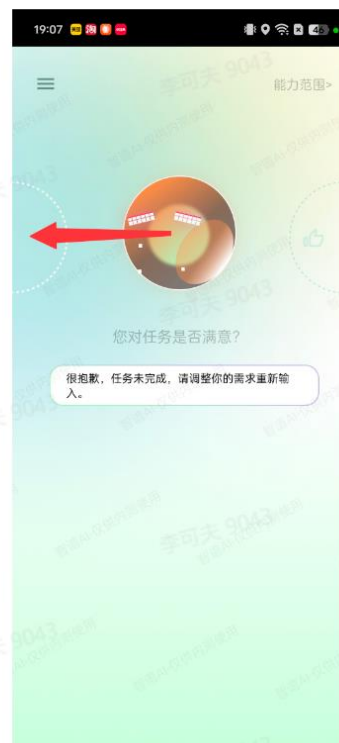 19:07
46
能力范围>
您对任务是否满意?
很抱歉，任务未完成，请调整你的需求重新输
入。
李可夫 9043
李可夫 9043
李可夫 9043
9043